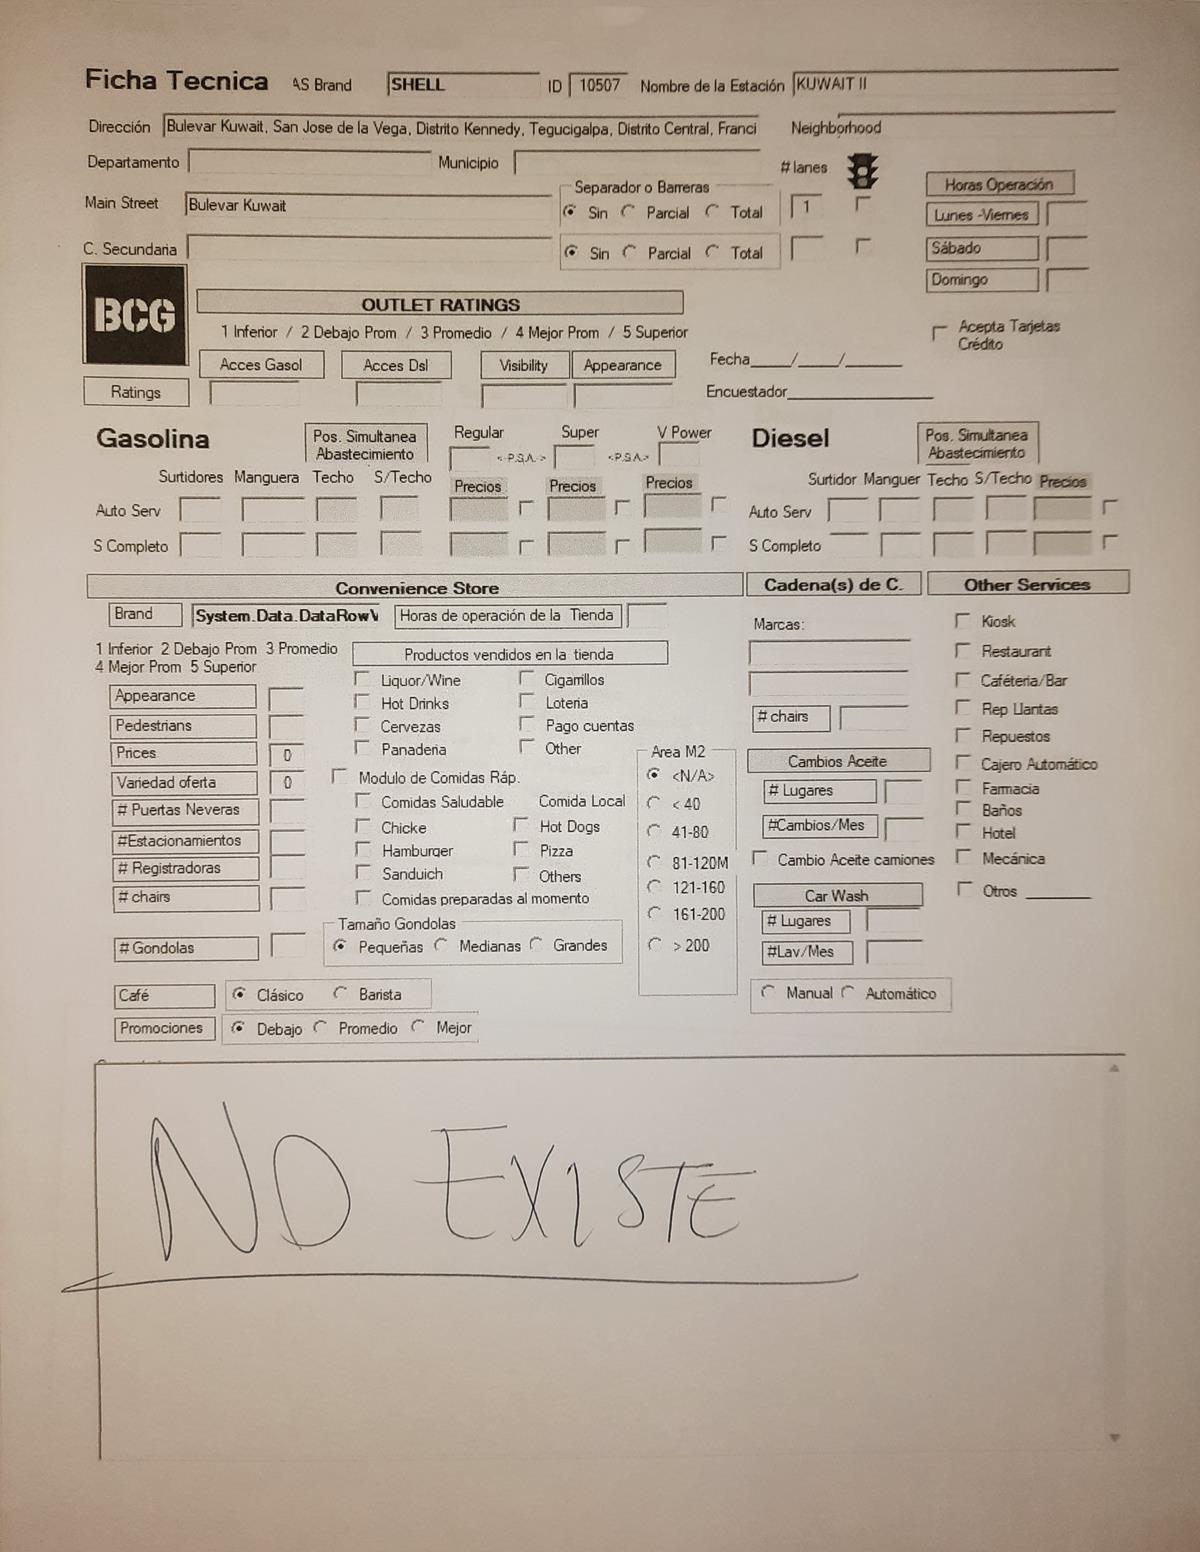 Ficha Tecnica AS Brand SHELL ID 10507 Nombre de la Estación KUWAIT II
Dirección Bulevar Kuwait, San Jose de la Vega, Distrito Kennedy, Tegucigalpa, Distrito Central, Franci Neighborhood
Departamento Municipio # lanes
Main Street Bulevar Kuwait Separador o Barreras Sin Parcial Total 1
Horas Operación
Lunes -Viernes
C. Secundaria Sin Parcial Total Sábado
Domingo
BCG
OUTLET RATINGS
1 Inferior / 2 Debajo Prom / 3 Promedio / 4 Mejor Prom / 5 Superior
Acepta Tarjetas
Crédito
Acces Gasol Acces Dsl Visibility Appearance Fecha____/____/______
Ratings Encuestador_________________
Gasolina Pos. Simultanea Abastecimiento Regular <-P.S.A.-> Super <-P.S.A.-> V Power Diesel Pos. Simultanea Abastecimiento
Surtidores Manguera Techo S/Techo Precios Precios Precios Surtidor Manguer Techo S/Techo Precios
Auto Serv Auto Serv
S Completo S Completo
Convenience Store Cadena(s) de C. Other Services
Brand System.Data.DataRowV Horas de operación de la Tienda
1 Inferior 2 Debajo Prom 3 Promedio
4 Mejor Prom 5 Superior
Appearance
Pedestrians
Prices 0
Variedad oferta 0
# Puertas Neveras
#Estacionamientos
# Registradoras
# chairs
# Gondolas
Productos vendidos en la tienda
Liquor/Wine Cigarrillos
Hot Drinks Loteria
Cervezas Pago cuentas
Panaderia Other
Modulo de Comidas Ráp.
Comidas Saludable Comida Local
Chicke Hot Dogs
Hamburger Pizza
Sanduich Others
Comidas preparadas al momento
Tamaño Gondolas
Pequeñas Medianas Grandes
Area M2
<N/A>
< 40
41-80
81-120M
121-160
161-200
> 200
Marcas:
# chairs
Cambios Aceite
# Lugares
#Cambios/Mes
Cambio Aceite camiones
Car Wash
# Lugares
#Lav/Mes
Manual Automático
Kiosk
Restaurant
Caféteria/Bar
Rep Llantas
Repuestos
Cajero Automático
Farmacia
Baños
Hotel
Mecánica
Otros ________
Café Clásico Barista
Promociones Debajo Promedio Mejor
NO EXISTE